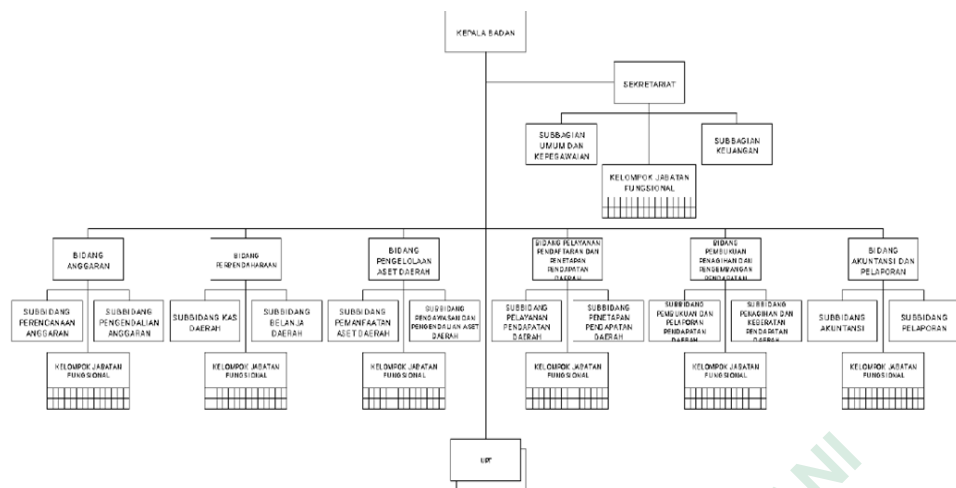 KEPALA BADAN
SEKRETARIAT
SUBBAGIAN
UMUM DAN
KEPEGAWAIAN
SUBBAGIAN
KEUANGAN
KELOMPOK JABATAN
FUNGSIONAL
BIDANG
ANGGARAN
BIDANG
PERBENDAHARAAN
BIDANG
PENGELOLAAN
ASET DAERAH
BIDANG PELAYANAN
PENDAFTARAN DAN
PENETAPAN
PENDAPATAN
DAERAH
BIDANG
PEMBUKUAN
PENAGIHAN DAN
PENGEMBANGAN
PENDAPATAN
BIDANG
AKUNTANSI DAN
PELAPORAN
SUBBIDANG
PERENCANAAN
ANGGARAN
SUBBIDANG
PENGENDALIAN
ANGGARAN
SUBBIDANG KAS
DAERAH
SUBBIDANG
BELANJA
DAERAH
SUBBIDANG
PEMANFAATAN
ASET DAERAH
SUBBIDANG
PENGAWASAN DAN
PENGENDALIAN ASET
DAERAH
SUBBIDANG
PELAYANAN
PENDAPATAN
DAERAH
SUBBIDANG
PENETAPAN
PENDAPATAN
DAERAH
SUBBIDANG
PEMBUKUAN DAN
PELAPORAN
PENDAPATAN
DAERAH
SUBBIDANG
PENAGIHAN DAN
KEBERATAN
PENDAPATAN
DAERAH
SUBBIDANG
AKUNTANSI
SUBBIDANG
PELAPORAN
KELOMPOK JABATAN
FUNGSIONAL
KELOMPOK JABATAN
FUNGSIONAL
KELOMPOK JABATAN
FUNGSIONAL
KELOMPOK JABATAN
FUNGSIONAL
KELOMPOK JABATAN
FUNGSIONAL
KELOMPOK JABATAN
FUNGSIONAL
UPT
ANI